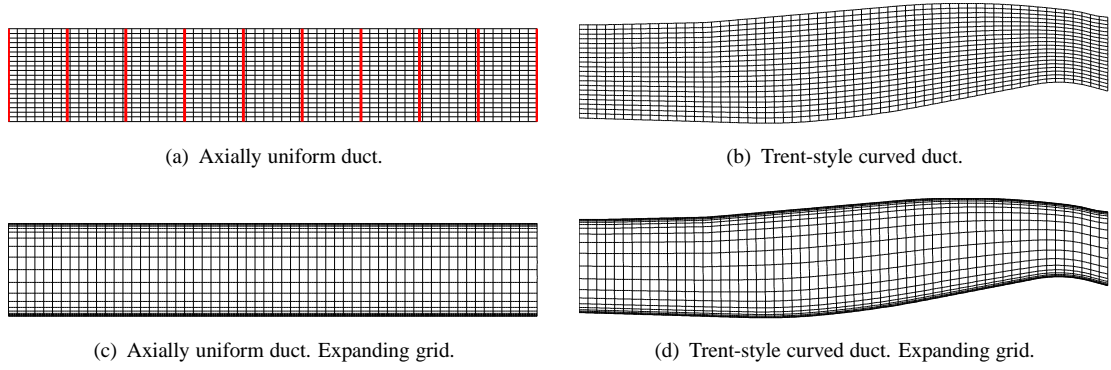 (a) Axially uniform duct.
(b) Trent-style curved duct.
(c) Axially uniform duct. Expanding grid.
(d) Trent-style curved duct. Expanding grid.